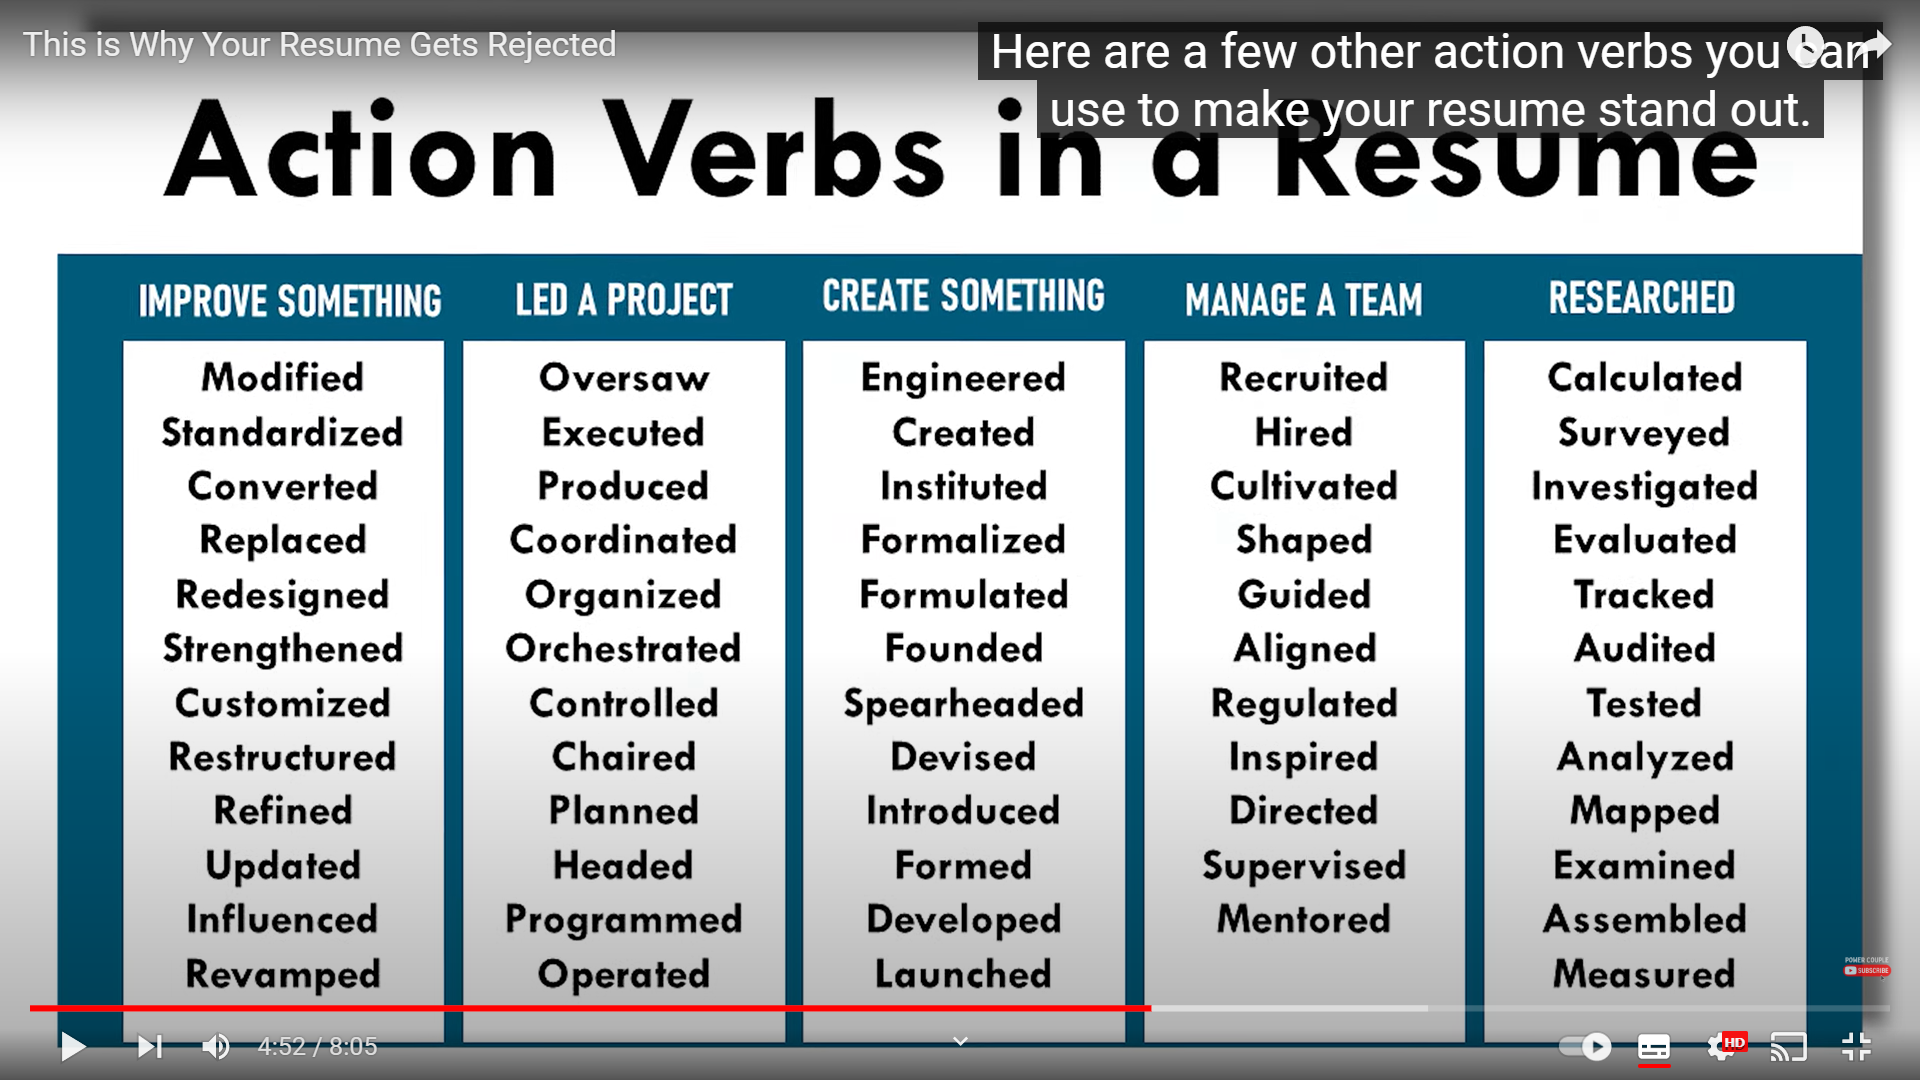 This is Why Your Resume Gets Rejected
Here are a few other action verbs you can
use to make your resume stand out.
Action Verbs in a Resume
IMPROVE SOMETHING
Modified
Standardized
Converted
Replaced
Redesigned
Strengthened
Customized
Restructured
Refined
Updated
Influenced
Revamped
LED A PROJECT
Oversaw
Executed
Produced
Coordinated
Organized
Orchestrated
Controlled
Chaired
Planned
Headed
Programmed
Operated
CREATE SOMETHING
Engineered
Created
Instituted
Formalized
Formulated
Founded
Spearheaded
Devised
Introduced
Formed
Developed
Launched
MANAGE A TEAM
Recruited
Hired
Cultivated
Shaped
Guided
Aligned
Regulated
Inspired
Directed
Supervised
Mentored
RESEARCHED
Calculated
Surveyed
Investigated
Evaluated
Tracked
Audited
Tested
Analyzed
Mapped
Examined
Assembled
Measured
POWER COUPLE
SUBSCRIBE
4:52 / 8:05
HD